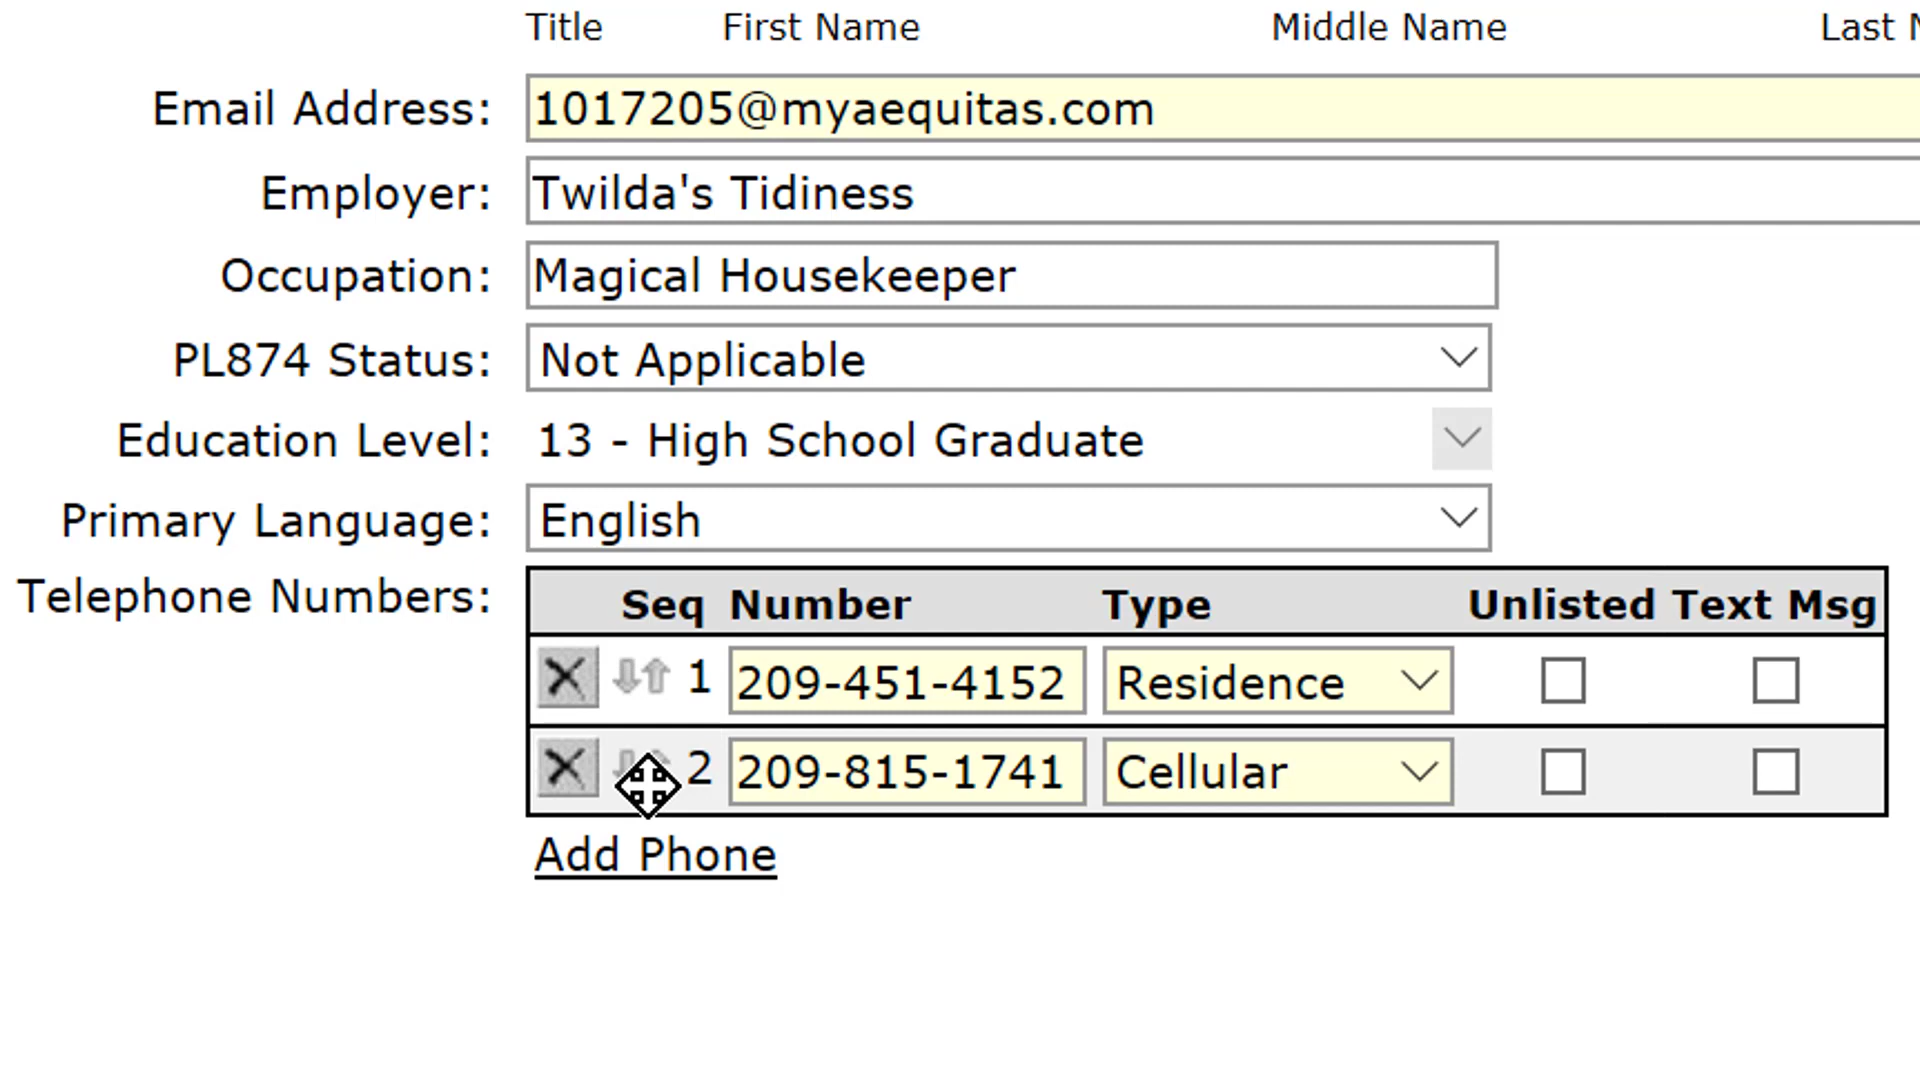 Title First Name Middle Name Last
Email Address: 1017205@myaequitas.com
Employer: Twilda's Tidiness
Occupation: Magical Housekeeper
PL874 Status: Not Applicable
Education Level: 13 - High School Graduate
Primary Language: English
Telephone Numbers: Seq Number Type Unlisted Text Msg
1 209-451-4152 Residence
2 209-815-1741 Cellular
Add Phone